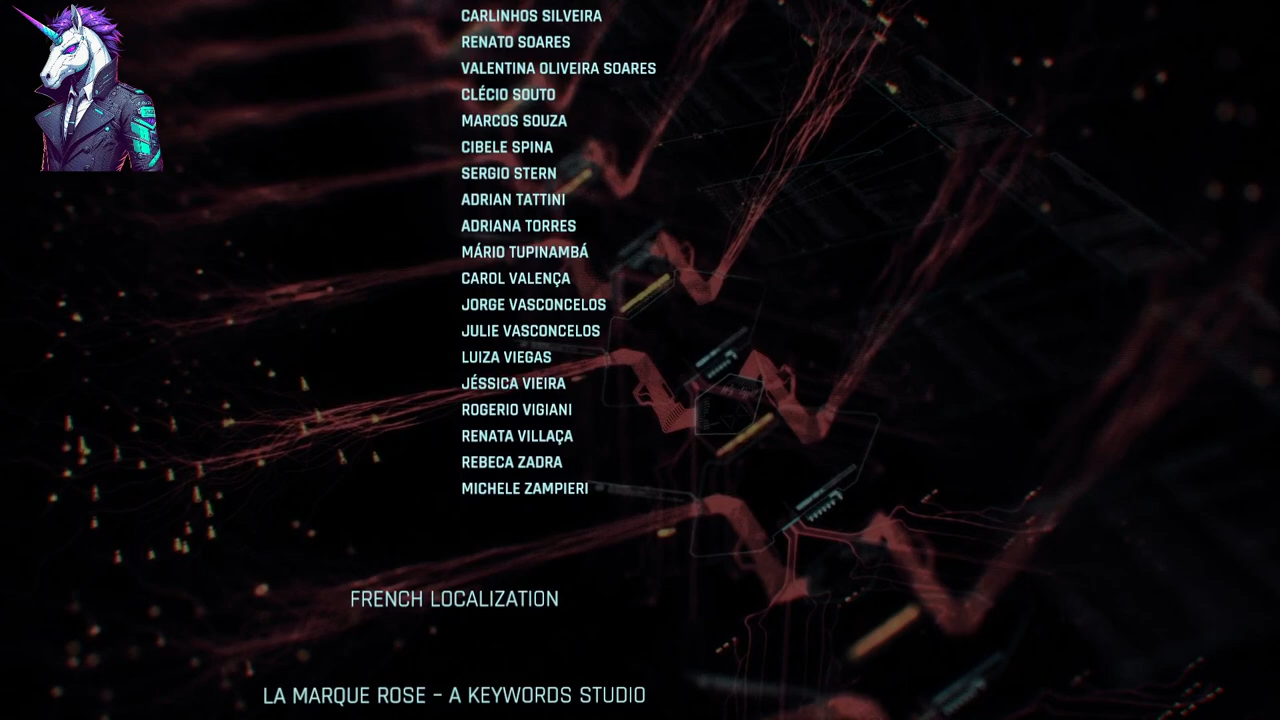 CARLINHOS SILVEIRA
RENATO SOARES
VALENTINA OLIVEIRA SOARES
CLÉCIO SOUTO
MARCOS SOUZA
CIBELE SPINA
SERGIO STERN
ADRIAN TATTINI
ADRIANA TORRES
MÁRIO TUPINAMBÁ
CAROL VALENÇA
JORGE VASCONCELOS
JULIE VASCONCELOS
LUIZA VIEGAS
JÉSSICA VIEIRA
ROGERIO VIGIANI
RENATA VILLAÇA
REBECA ZADRA
MICHELE ZAMPIERI
FRENCH LOCALIZATION
LA MARQUE ROSE – A KEYWORDS STUDIO